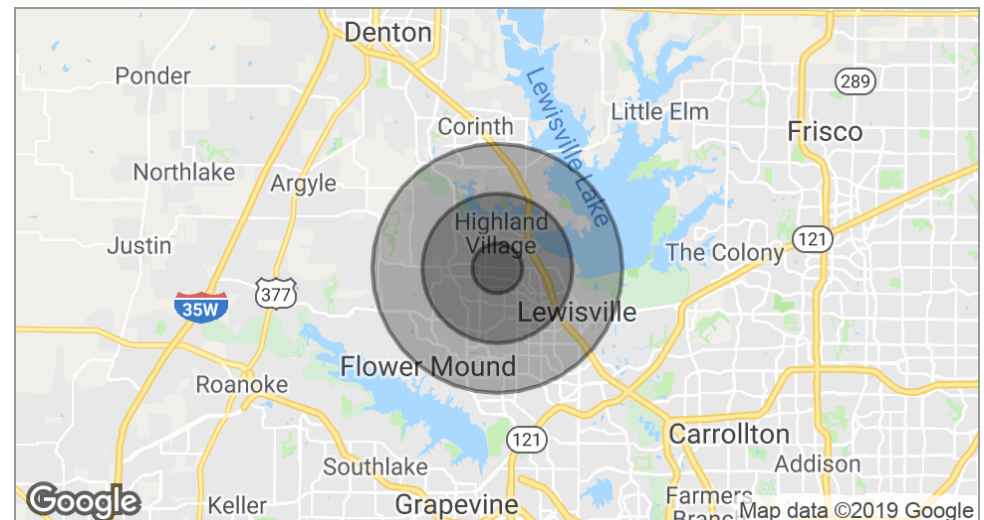 Denton
Ponder
289
Little Elm
Lewisville Lake
Corinth
Frisco
Northlake
Argyle
Highland
Village
Justin
121
The Colony
377
35W
Lewisville
Flower Mound
Roanoke
121
Carrollton
Southlake
Addison
Keller
Grapevine
Farmers
Branch
Google
Map data ©2019 Google